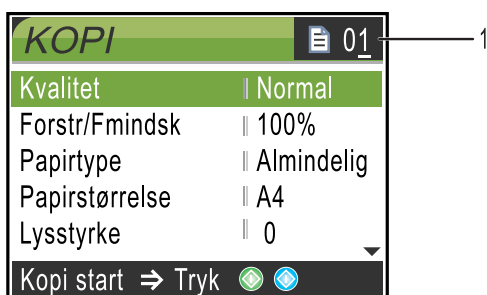 KOPI 01 1
Kvalitet Normal
Forstr/Fmindsk 100%
Papirtype Almindelig
Papirstørrelse A4
Lysstyrke 0
Kopi start ⇒ Tryk